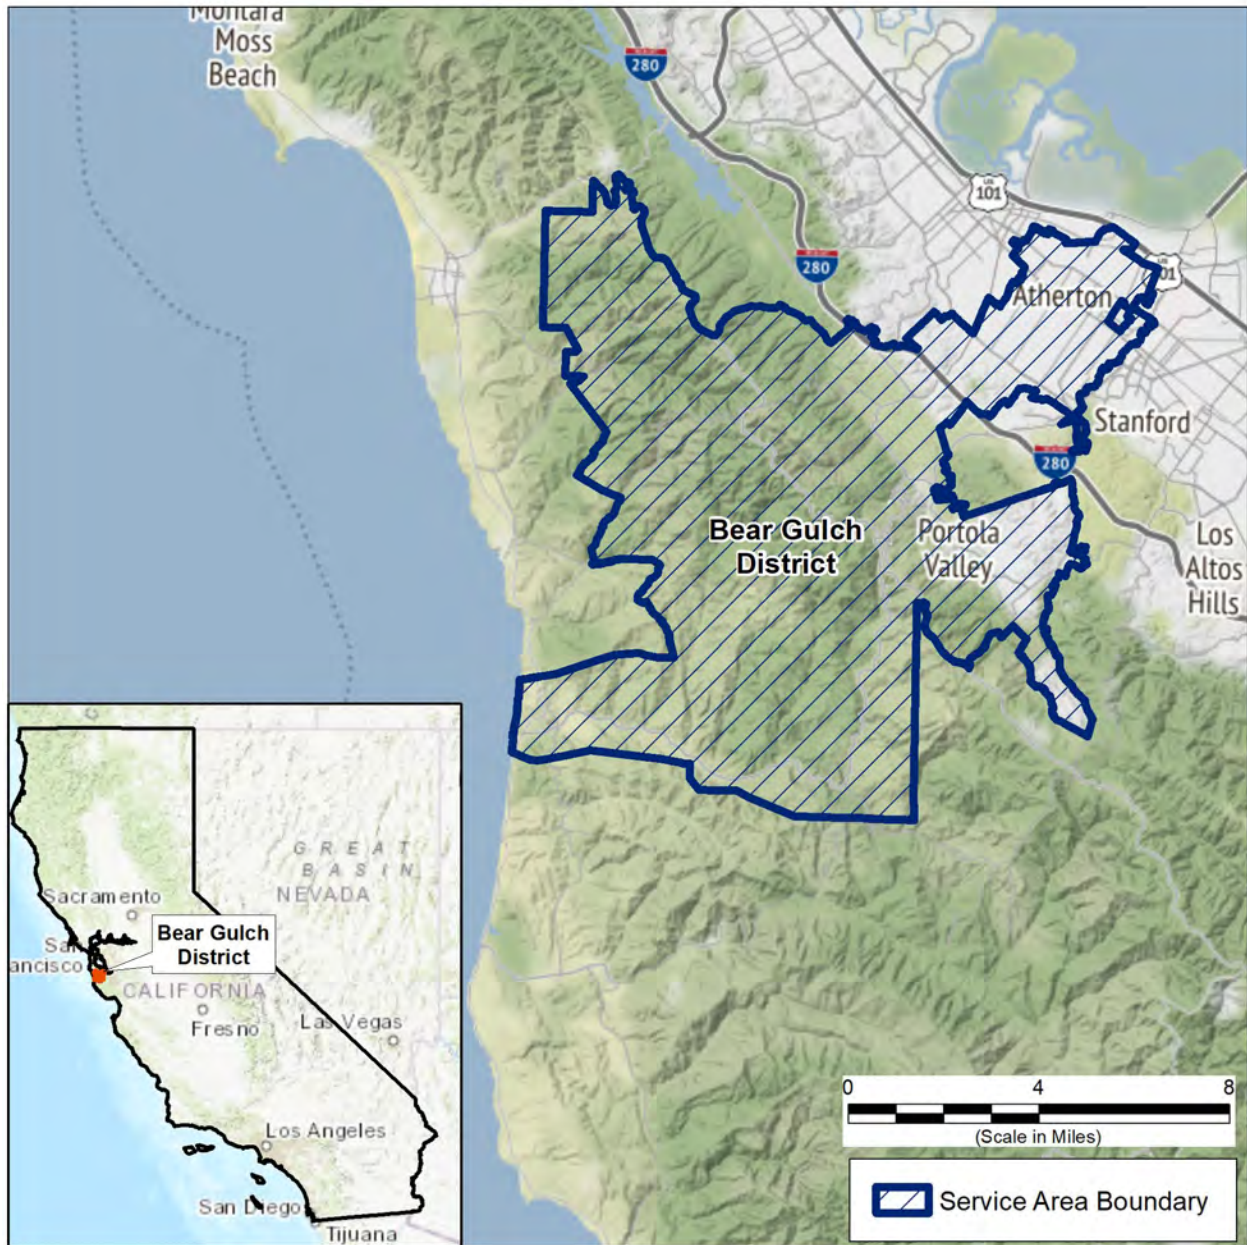 Montara
Moss
Beach
280
US
101
280
101
Atherton
Stanford
280
Bear Gulch
District
Portola
Valley
Los
Altos
Hills
GREAT
BASIN
NEVADA
Sacramento
San
ancisco
Bear Gulch
District
CALIFORNIA
Fresno
Las Vegas
Los Angeles
San Diego
Tijuana
0 4 8
(Scale in Miles)
Service Area Boundary